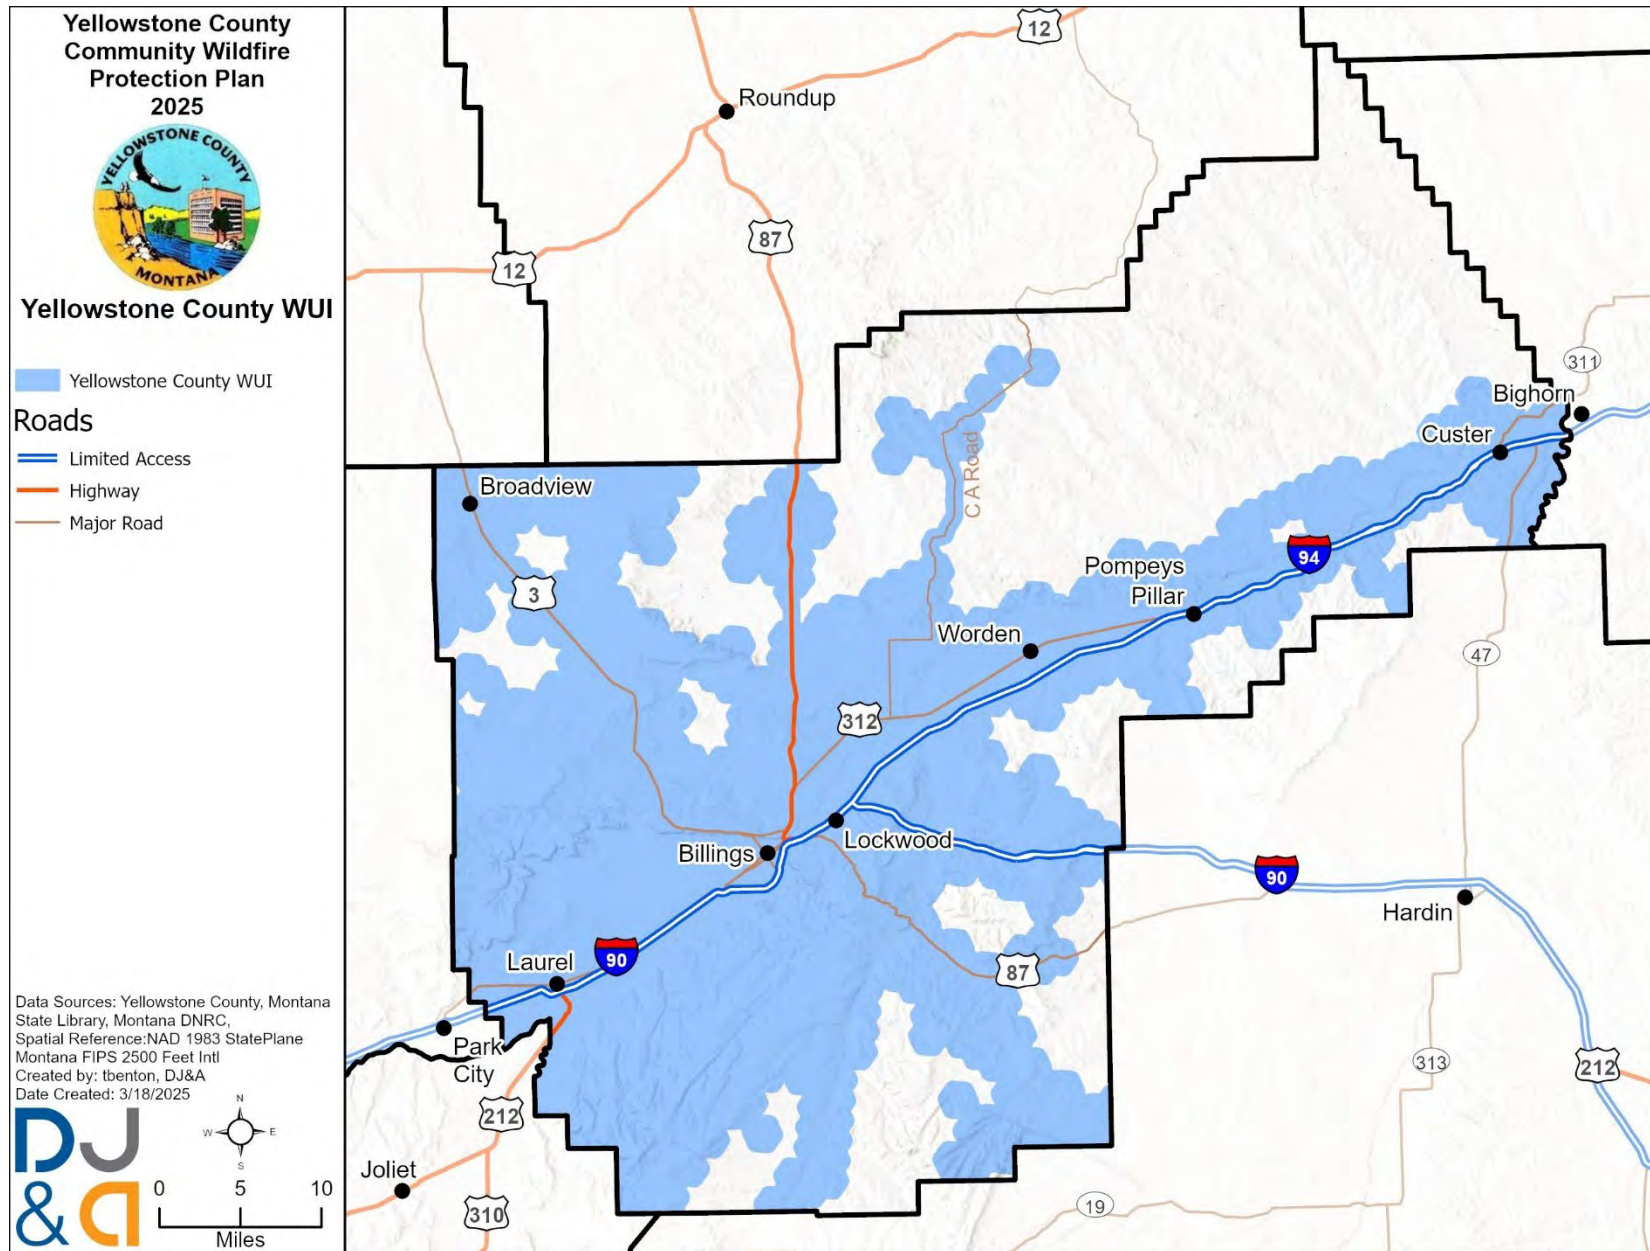 Yellowstone County
Community Wildfire
Protection Plan
2025
YELLOWSTONE COUNTY
MONTANA
Yellowstone County WUI
Yellowstone County WUI
Roads
Limited Access
Highway
Major Road
Data Sources: Yellowstone County, Montana
State Library, Montana DNRC,
Spatial Reference:NAD 1983 StatePlane
Montana FIPS 2500 Feet Intl
Created by: tbenton, DJ&A
Date Created: 3/18/2025
DJ
&a
N
W
E
S
0
5
10
Miles
12
Roundup
87
12
311
Bighorn
Custer
C A Road
Broadview
94
Pompeys
Pillar
3
Worden
47
312
Lockwood
Billings
90
Hardin
Laurel
90
87
Park
City
313
212
212
Joliet
310
19